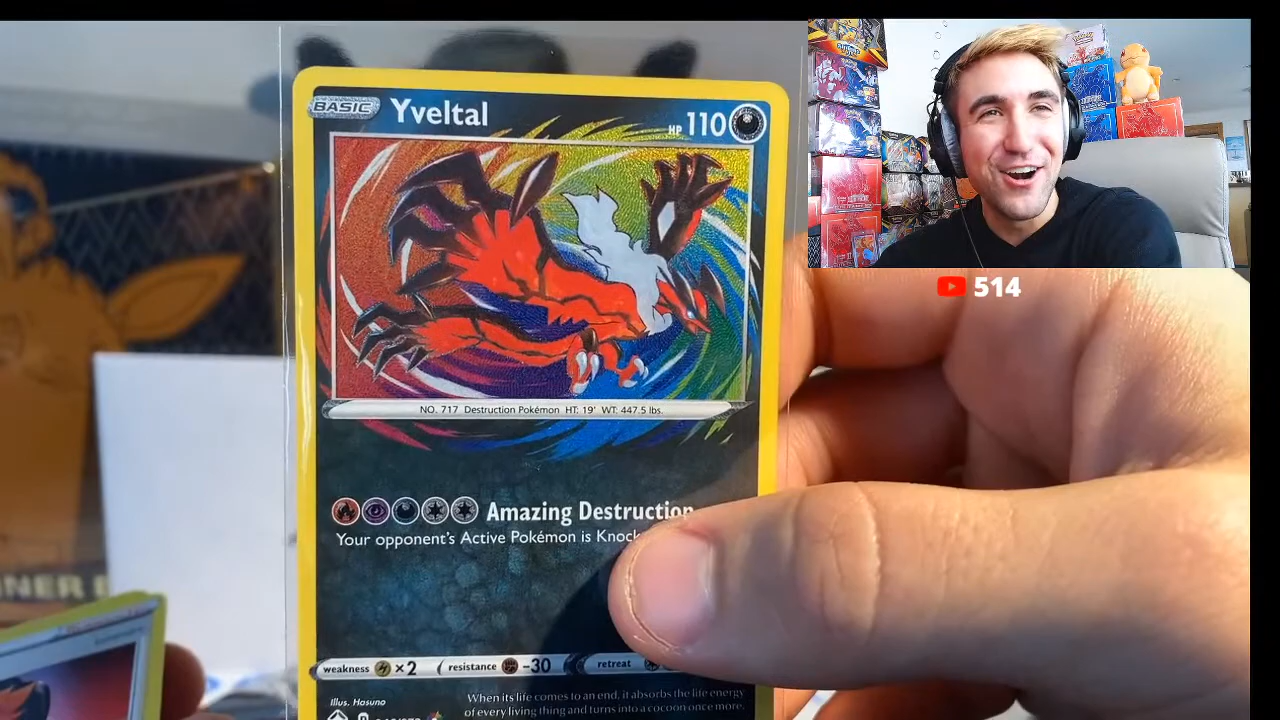 BASIC Yveltal HP 110
NO. 717 Destruction Pokémon HT: 19' WT: 447.5 lbs.
Amazing Destruction
Your opponent's Active Pokémon is
weakness ×2 resistance -30 retreat
Illus. Hasuno
When its life comes to an end, it absorbs the life energy
of every living thing and turns into a cocoon once more.
514